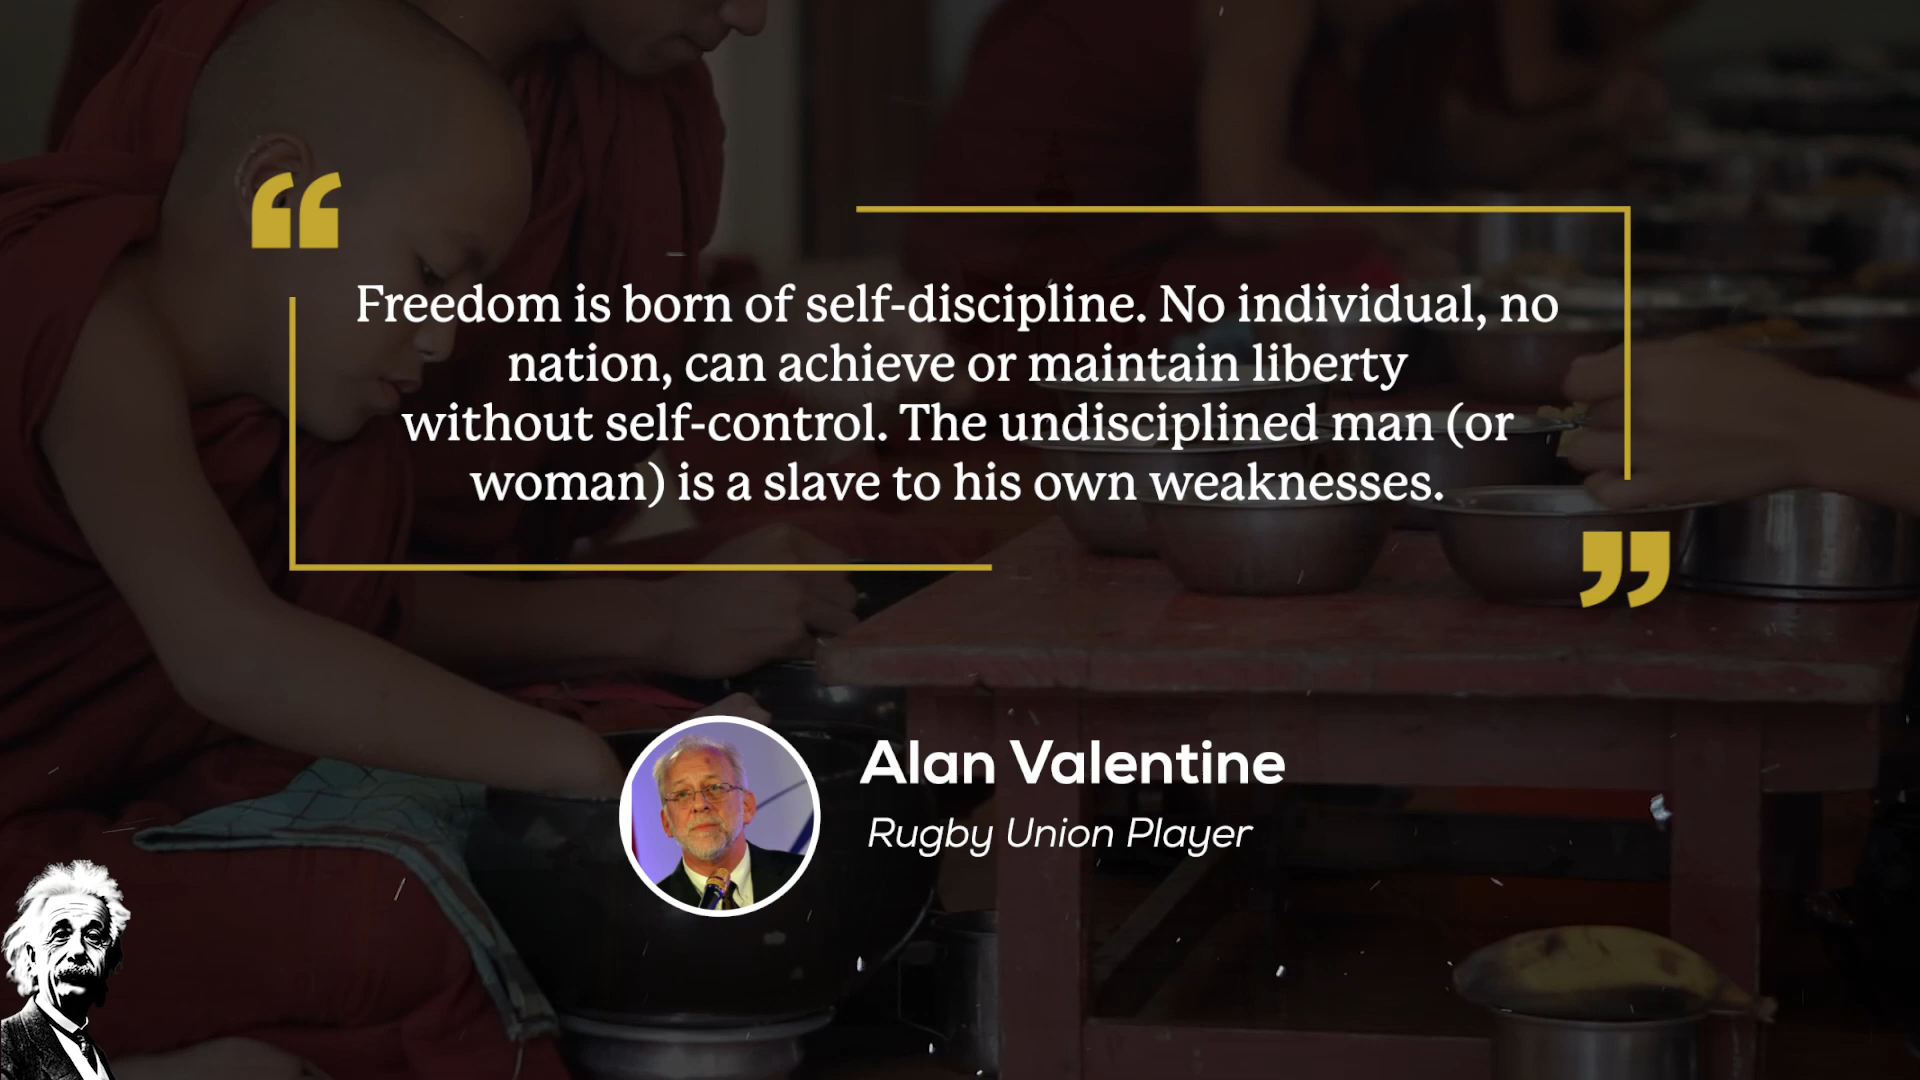 Freedom is born of self-discipline. No individual, no
nation, can achieve or maintain liberty
without self-control. The undisciplined man (or
woman) is a slave to his own weaknesses.
Alan Valentine
Rugby Union Player